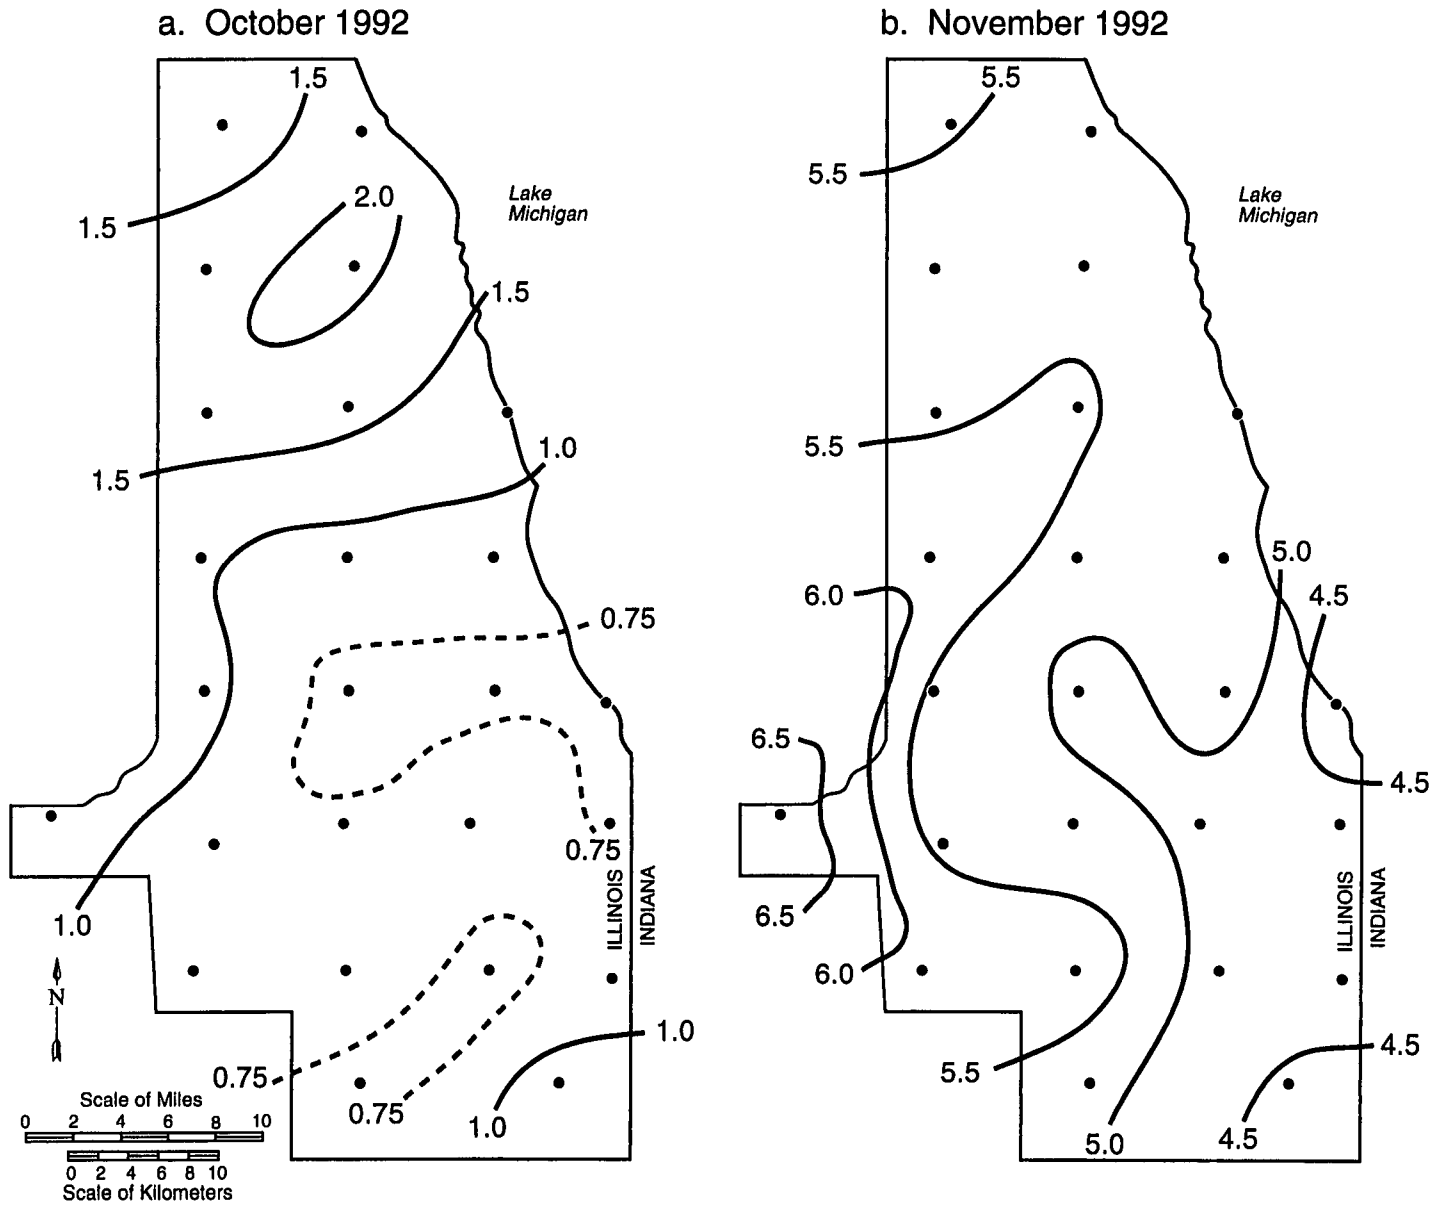 a. October 1992
b. November 1992
1.5
2.0
Lake
Michigan
1.5
1.5
1.5
1.0
0.75
0.75
1.0
1.0
0.75
0.75
1.0
ILLINOIS
INDIANA
N
Scale of Miles
0 2 4 6 8 10
0 2 4 6 8 10
Scale of Kilometers
5.5
5.5
Lake
Michigan
5.5
5.0
6.0
4.5
6.5
4.5
6.5
6.0
ILLINOIS
INDIANA
4.5
5.5
5.0
4.5